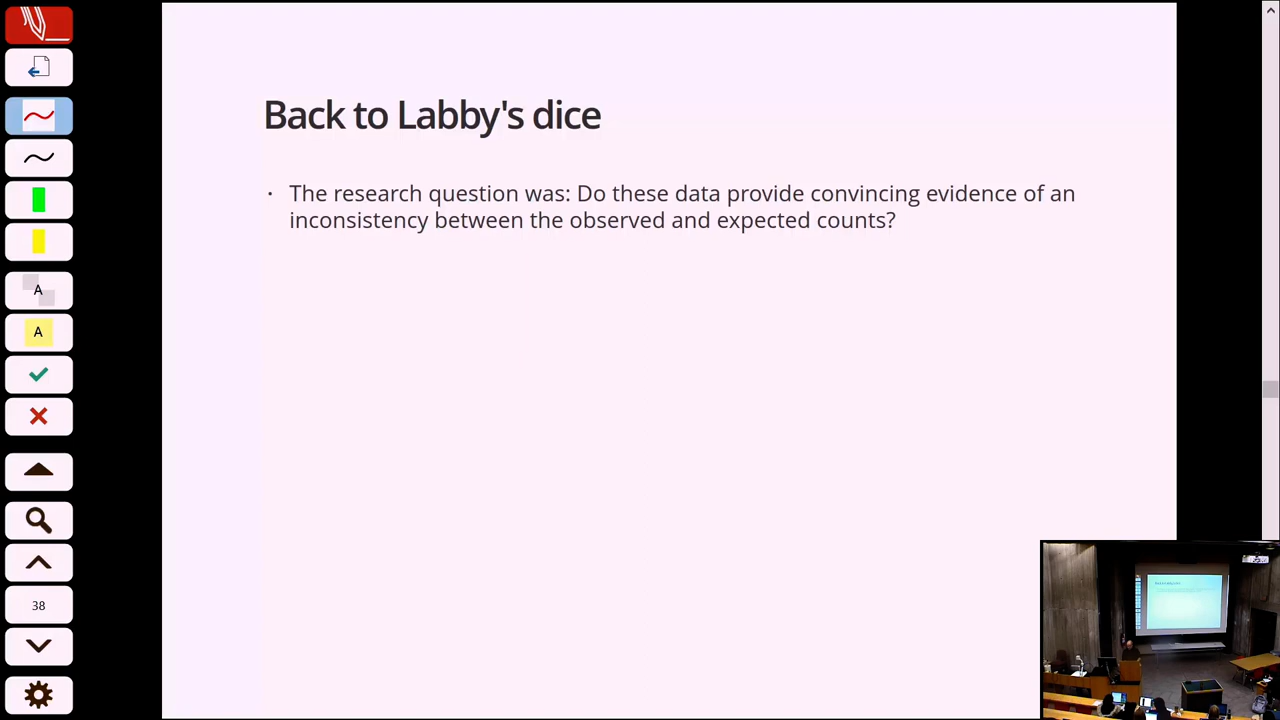 Back to Labby's dice
· The research question was: Do these data provide convincing evidence of an
inconsistency between the observed and expected counts?
A
A
38